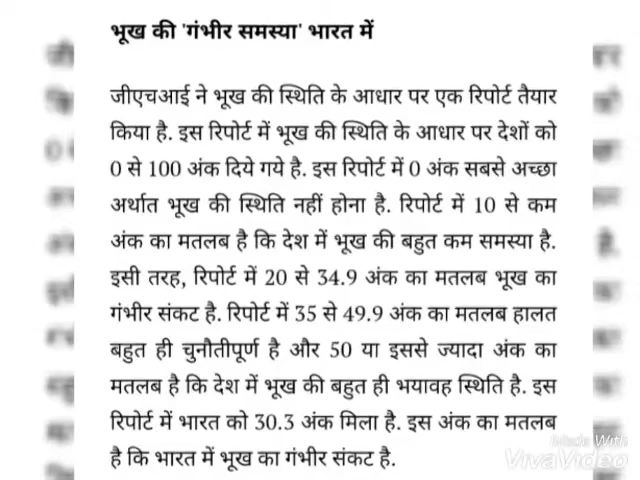 भूख की 'गंभीर समस्या' भारत में
जीएचआई ने भूख की स्थिति के आधार पर एक रिपोर्ट तैयार
किया है. इस रिपोर्ट में भूख की स्थिति के आधार पर देशों को
0 से 100 अंक दिये गये है. इस रिपोर्ट में 0 अंक सबसे अच्छा
अर्थात भूख की स्थिति नहीं होना है. रिपोर्ट में 10 से कम
अंक का मतलब है कि देश में भूख की बहुत कम समस्या है.
इसी तरह, रिपोर्ट में 20 से 34.9 अंक का मतलब भूख का
गंभीर संकट है. रिपोर्ट में 35 से 49.9 अंक का मतलब हालत
बहुत ही चुनौतीपूर्ण है और 50 या इससे ज्यादा अंक का
मतलब है कि देश में भूख की बहुत ही भयावह स्थिति है. इस
रिपोर्ट में भारत को 30.3 अंक मिला है. इस अंक का मतलब
है कि भारत में भूख का गंभीर संकट है.
Made With
VivaVideo